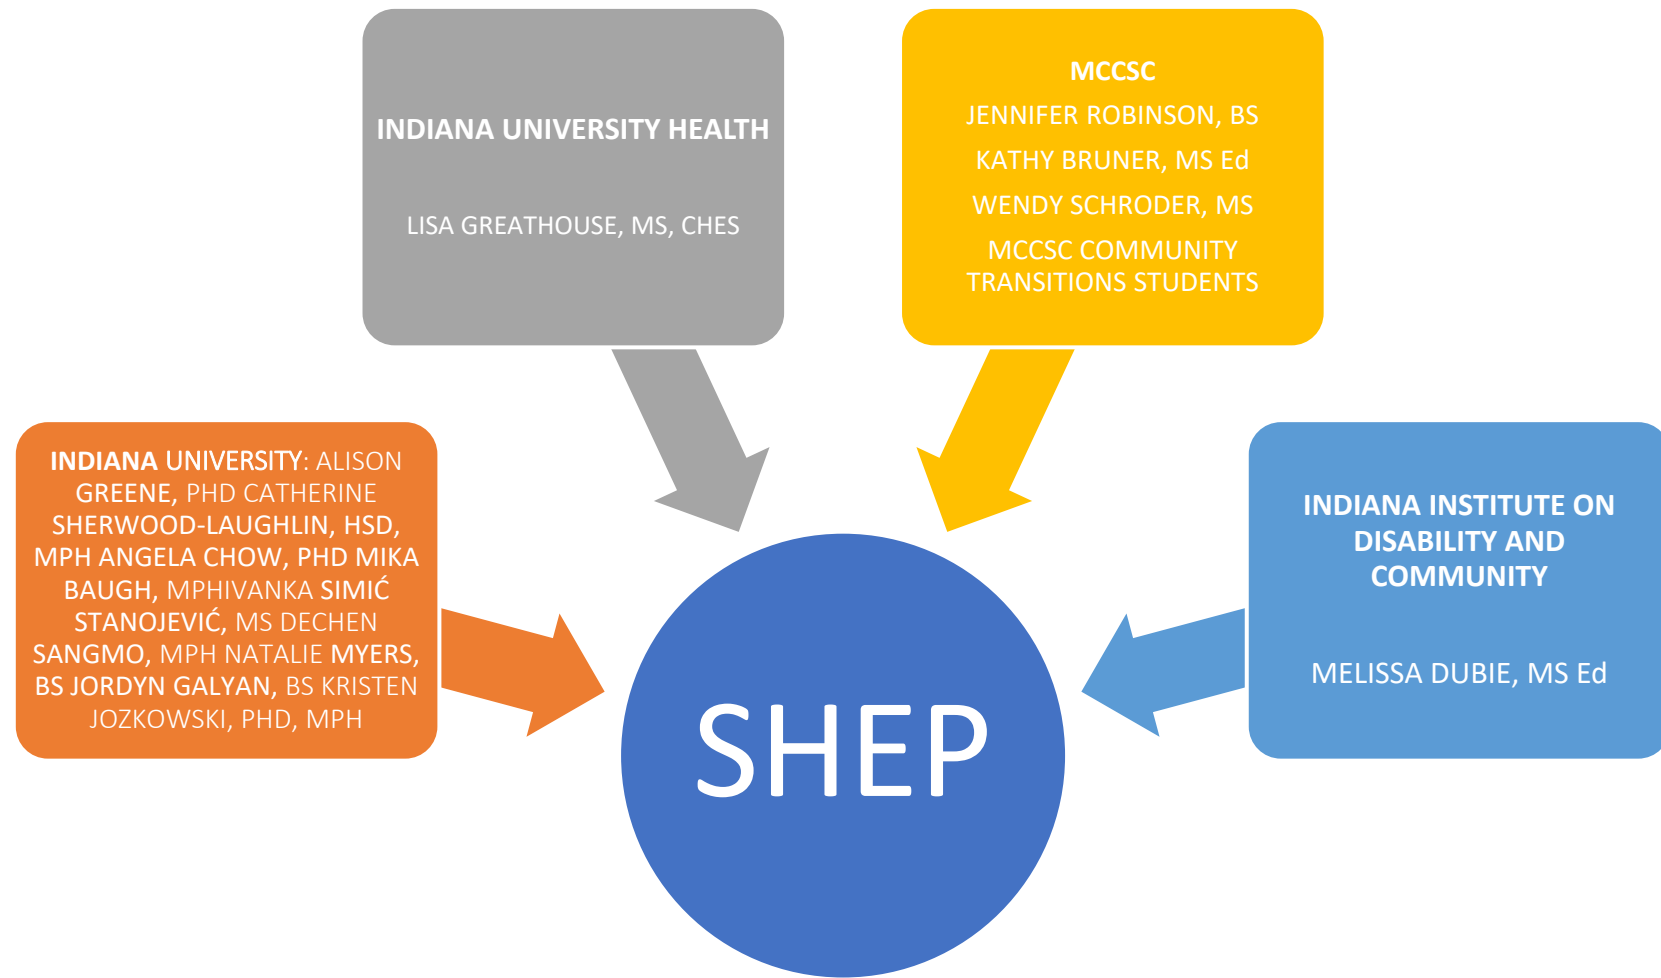 INDIANA UNIVERSITY HEALTH
LISA GREATHOUSE, MS, CHES
MCCSC
JENNIFER ROBINSON, BS
KATHY BRUNER, MS Ed
WENDY SCHRODER, MS
MCCSC COMMUNITY
TRANSITIONS STUDENTS
INDIANA UNIVERSITY: ALISON
GREENE, PHD CATHERINE
SHERWOOD-LAUGHLIN, HSD,
MPH ANGELA CHOW, PHD MIKA
BAUGH, MPHIVANKA SIMIĆ
STANOJEVIĆ, MS DECHEN
SANGMO, MPH NATALIE MYERS,
BS JORDYN GALYAN, BS KRISTEN
JOZKOWSKI, PHD, MPH
INDIANA INSTITUTE ON
DISABILITY AND
COMMUNITY
MELISSA DUBIE, MS Ed
SHEP